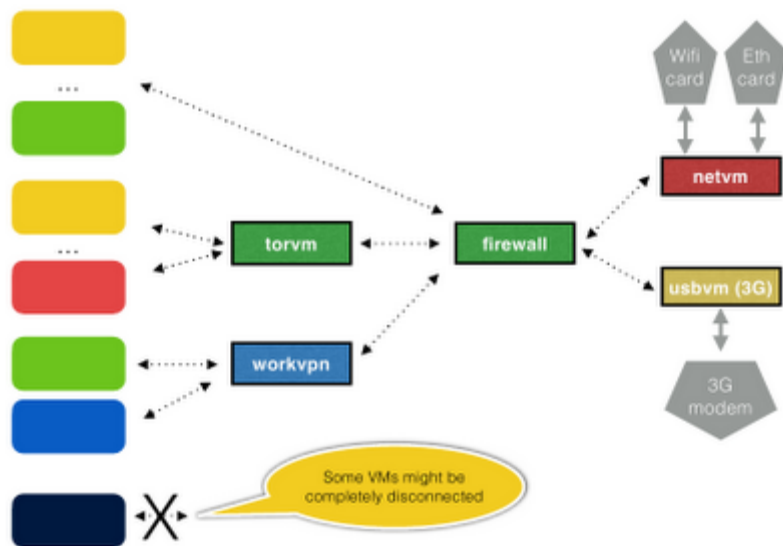 Wifi
card
Eth
card
...
netvm
torvm
firewall
...
usbvm (3G)
workvpn
3G
modem
Some VMs might be
completely disconnected